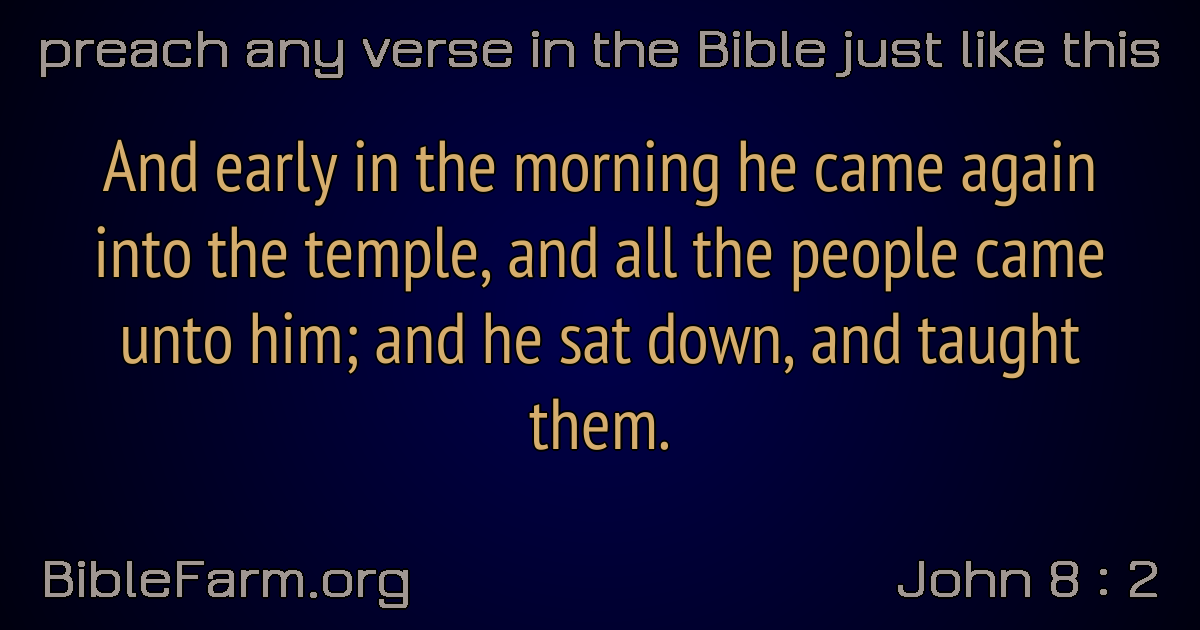 preach any verse in the Bible just like this
And early in the morning he came again
into the temple, and all the people came
unto him; and he sat down, and taught
them.
BibleFarm.org
John 8 : 2